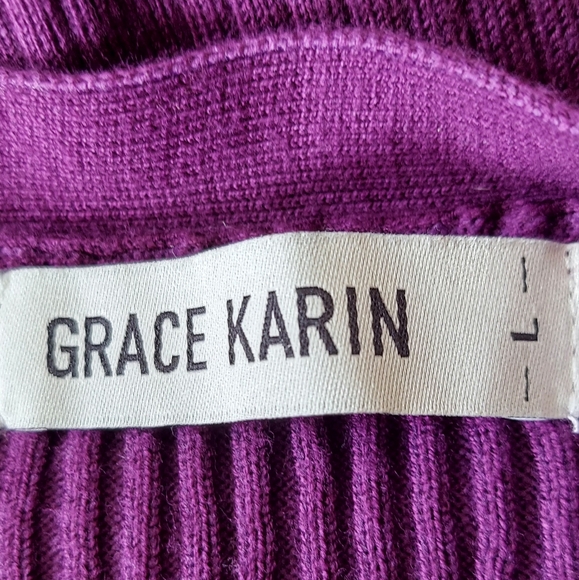 GRACE KARIN
– L –